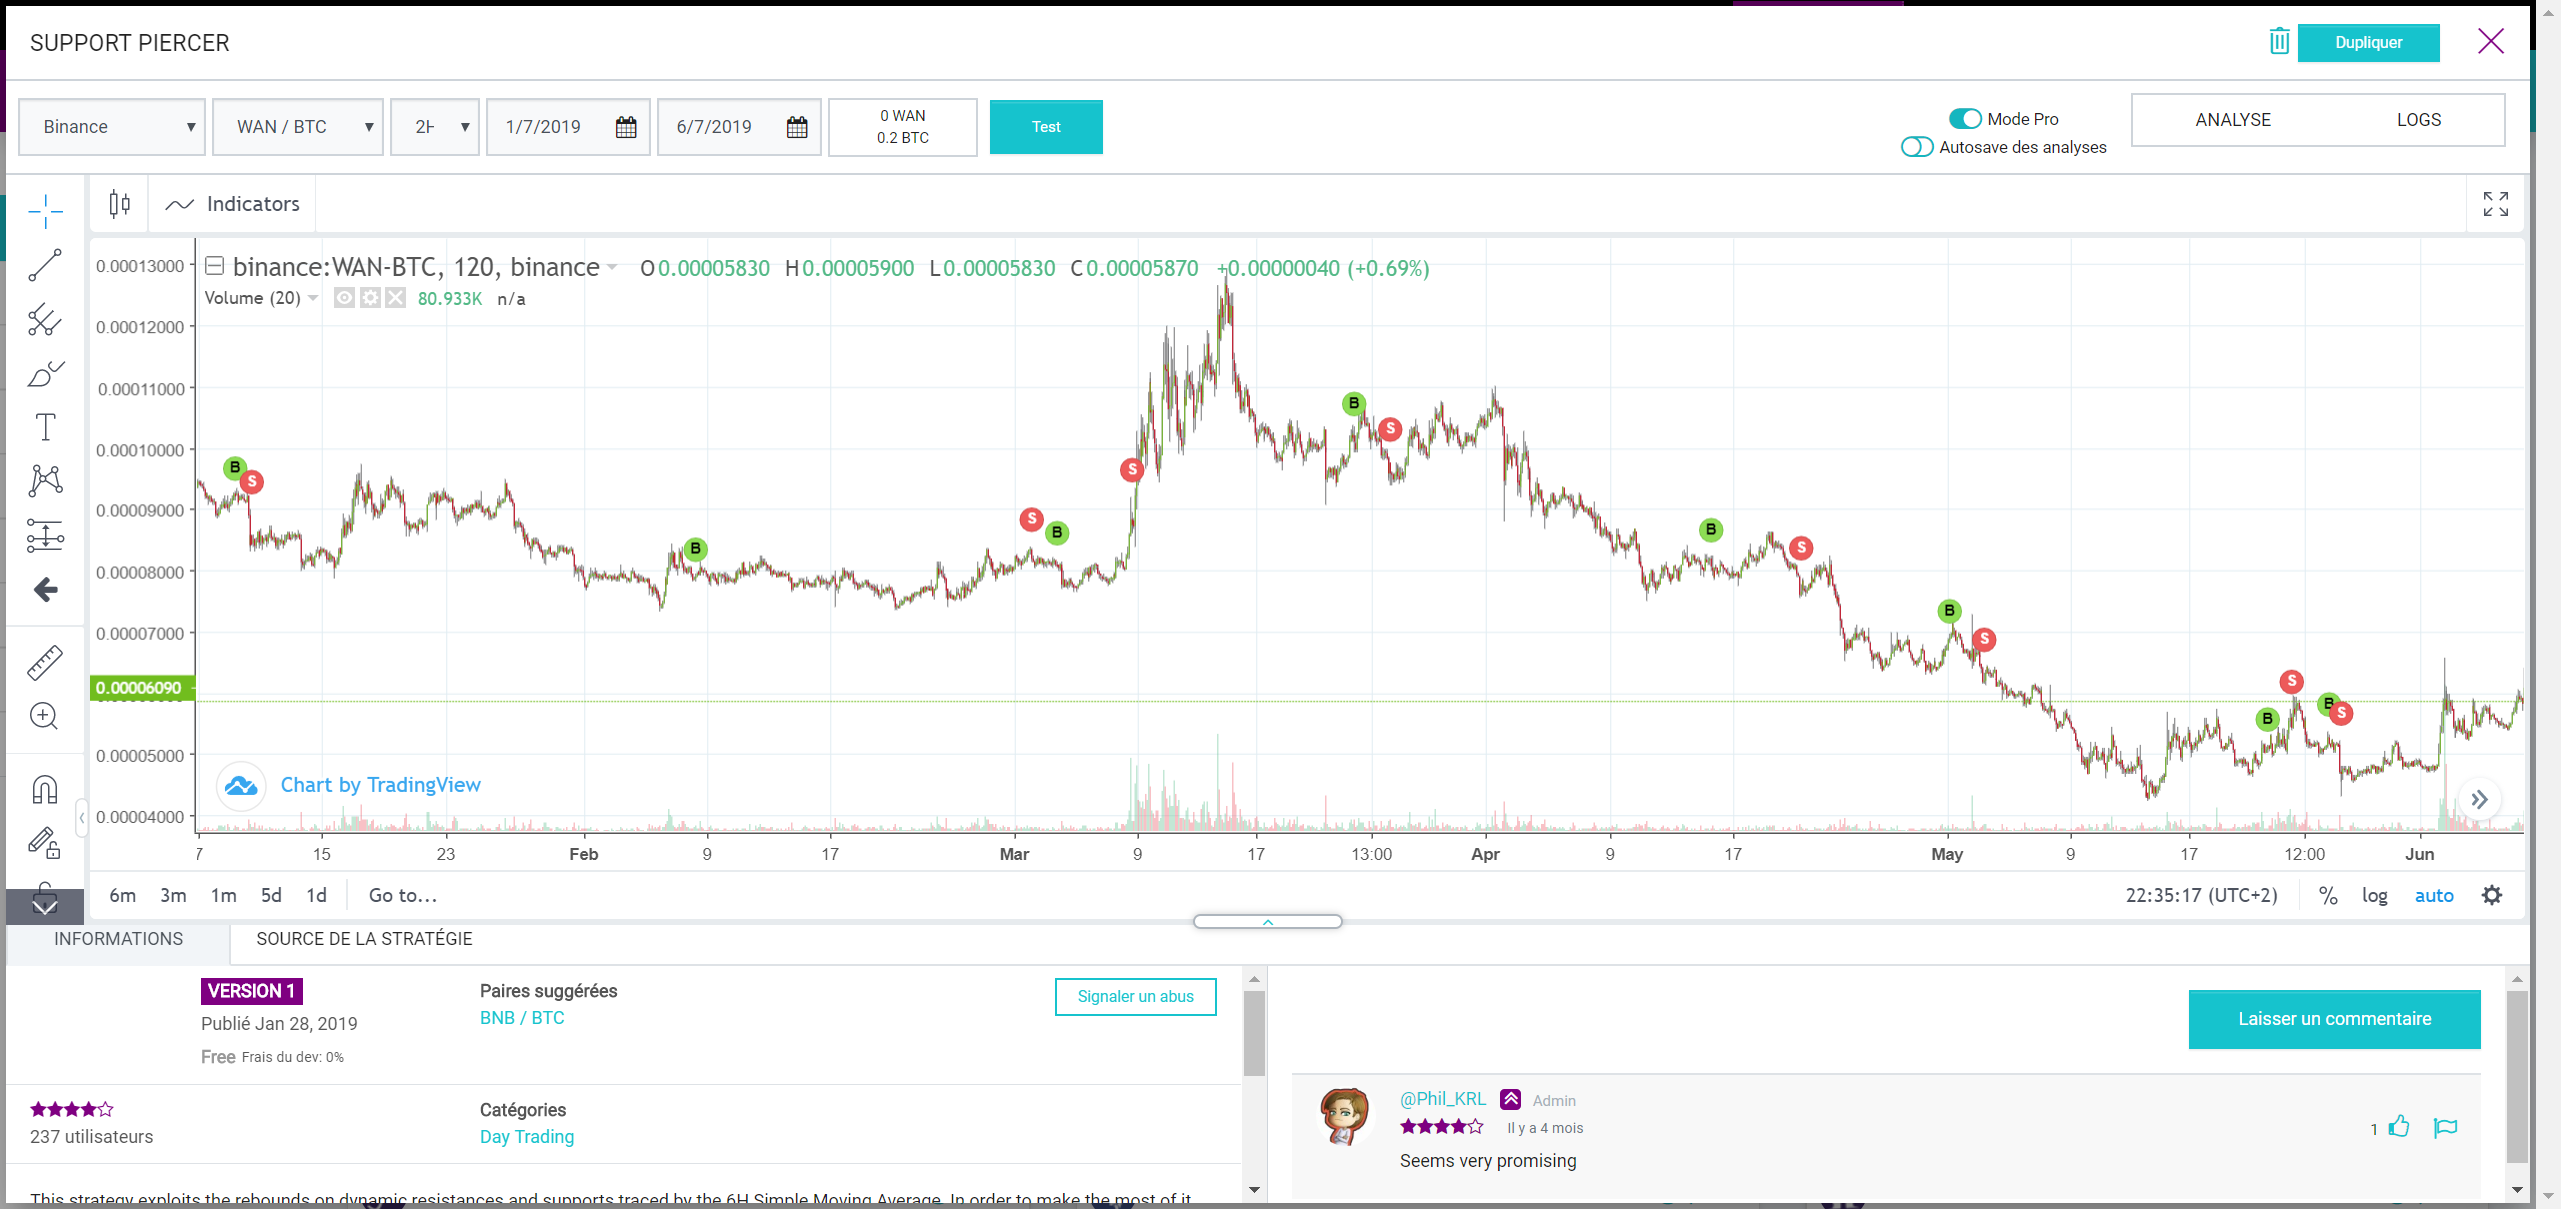 SUPPORT PIERCER
Dupliquer
Binance
WAN / BTC
2H
1/7/2019
6/7/2019
0 WAN
0.2 BTC
Test
Mode Pro
Autosave des analyses
ANALYSE
LOGS
Indicators
binance:WAN-BTC, 120, binance O0.00005830 H0.00005900 L0.00005830 C0.00005870 +0.00000040 (+0.69%)
Volume (20) 80.933K n/a
0.00013000
0.00012000
0.00011000
0.00010000
0.00009000
0.00008000
0.00007000
0.00006090
0.00005000
0.00004000
B
S
B
S
B
S
B
S
B
S
B
S
B
S
B
S
T
Chart by TradingView
7 15 23 Feb 9 17 Mar 9 17 13:00 Apr 9 17 May 9 17 12:00 Jun
6m 3m 1m 5d 1d Go to...
22:35:17 (UTC+2) % log auto
INFORMATIONS
SOURCE DE LA STRATÉGIE
VERSION 1
Publié Jan 28, 2019
Free Frais du dev: 0%
Paires suggérées
BNB / BTC
Signaler un abus
237 utilisateurs
Catégories
Day Trading
This strategy exploits the rebounds on dynamic resistances and supports traced by the 6H Simple Moving Average. In order to make the most of it
Laisser un commentaire
@Phil_KRL Admin
Il y a 4 mois
1
Seems very promising